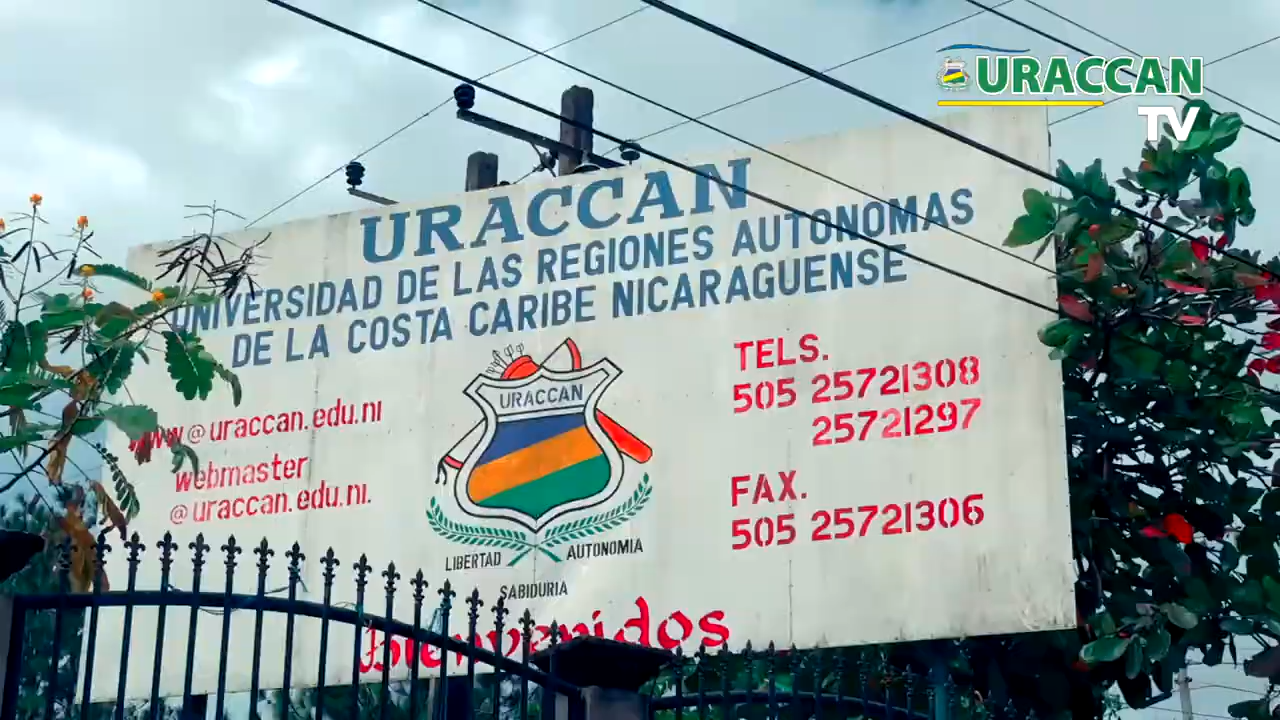 URACCAN
TV
URACCAN
UNIVERSIDAD DE LAS REGIONES AUTONOMAS
DE LA COSTA CARIBE NICARAGUENSE
www@uraccan.edu.ni
webmaster
@uraccan.edu.ni.
URACCAN
LIBERTAD
AUTONOMIA
SABIDURIA
TELS.
505 25721308
25721297
FAX.
505 25721306
Bienvenidos